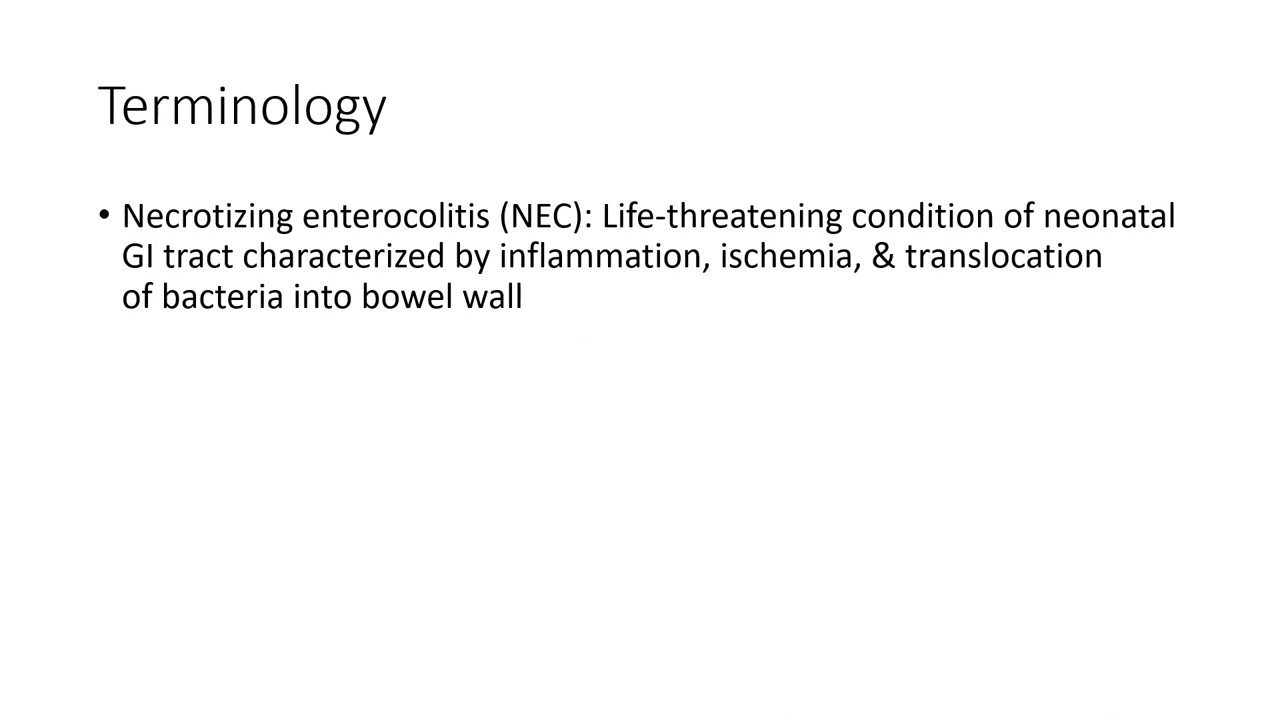 Terminology
• Necrotizing enterocolitis (NEC): Life-threatening condition of neonatal
GI tract characterized by inflammation, ischemia, & translocation
of bacteria into bowel wall